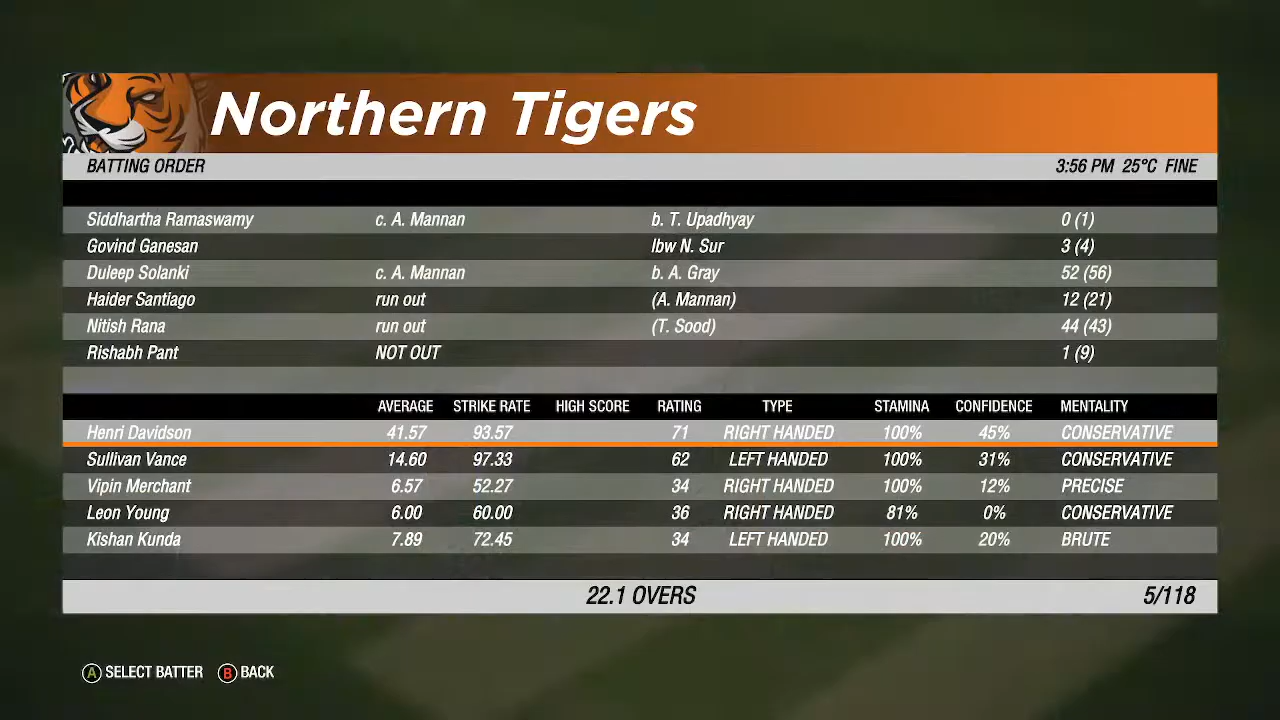 Northern Tigers
BATTING ORDER 3:56 PM 25°C FINE
Siddhartha Ramaswamy c. A. Mannan b. T. Upadhyay 0 (1)
Govind Ganesan lbw N. Sur 3 (4)
Duleep Solanki c. A. Mannan b. A. Gray 52 (56)
Haider Santiago run out (A. Mannan) 12 (21)
Nitish Rana run out (T. Sood) 44 (43)
Rishabh Pant NOT OUT 1 (9)
AVERAGE STRIKE RATE HIGH SCORE RATING TYPE STAMINA CONFIDENCE MENTALITY
Henri Davidson 41.57 93.57 71 RIGHT HANDED 100% 45% CONSERVATIVE
Sullivan Vance 14.60 97.33 62 LEFT HANDED 100% 31% CONSERVATIVE
Vipin Merchant 6.57 52.27 34 RIGHT HANDED 100% 12% PRECISE
Leon Young 6.00 60.00 36 RIGHT HANDED 81% 0% CONSERVATIVE
Kishan Kunda 7.89 72.45 34 LEFT HANDED 100% 20% BRUTE
22.1 OVERS 5/118
A SELECT BATTER B BACK